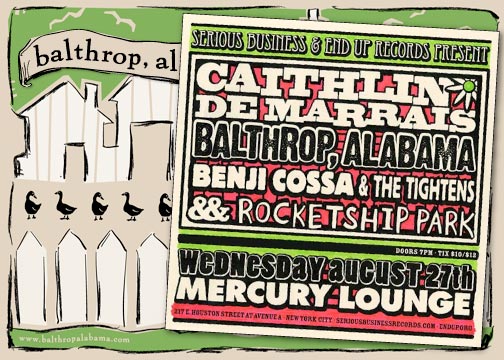 balthrop, al
SERIOUS BUSINESS & END UP RECORDS PRESENT
CAITHLIN
DE MARRAIS
BALTHROP, ALABAMA
BENJI COSSA & THE TIGHTENS
&& ROCKETSHIP PARK
DOORS 7PM · TIX $10/$12
WEDNESDAY AUGUST 27th
MERCURY LOUNGE
217 E. HOUSTON STREET AT AVENUE A · NEW YORK CITY · SERIOUSBUSINESSRECORDS.COM · ENDUP.ORG
www.balthropalabama.com